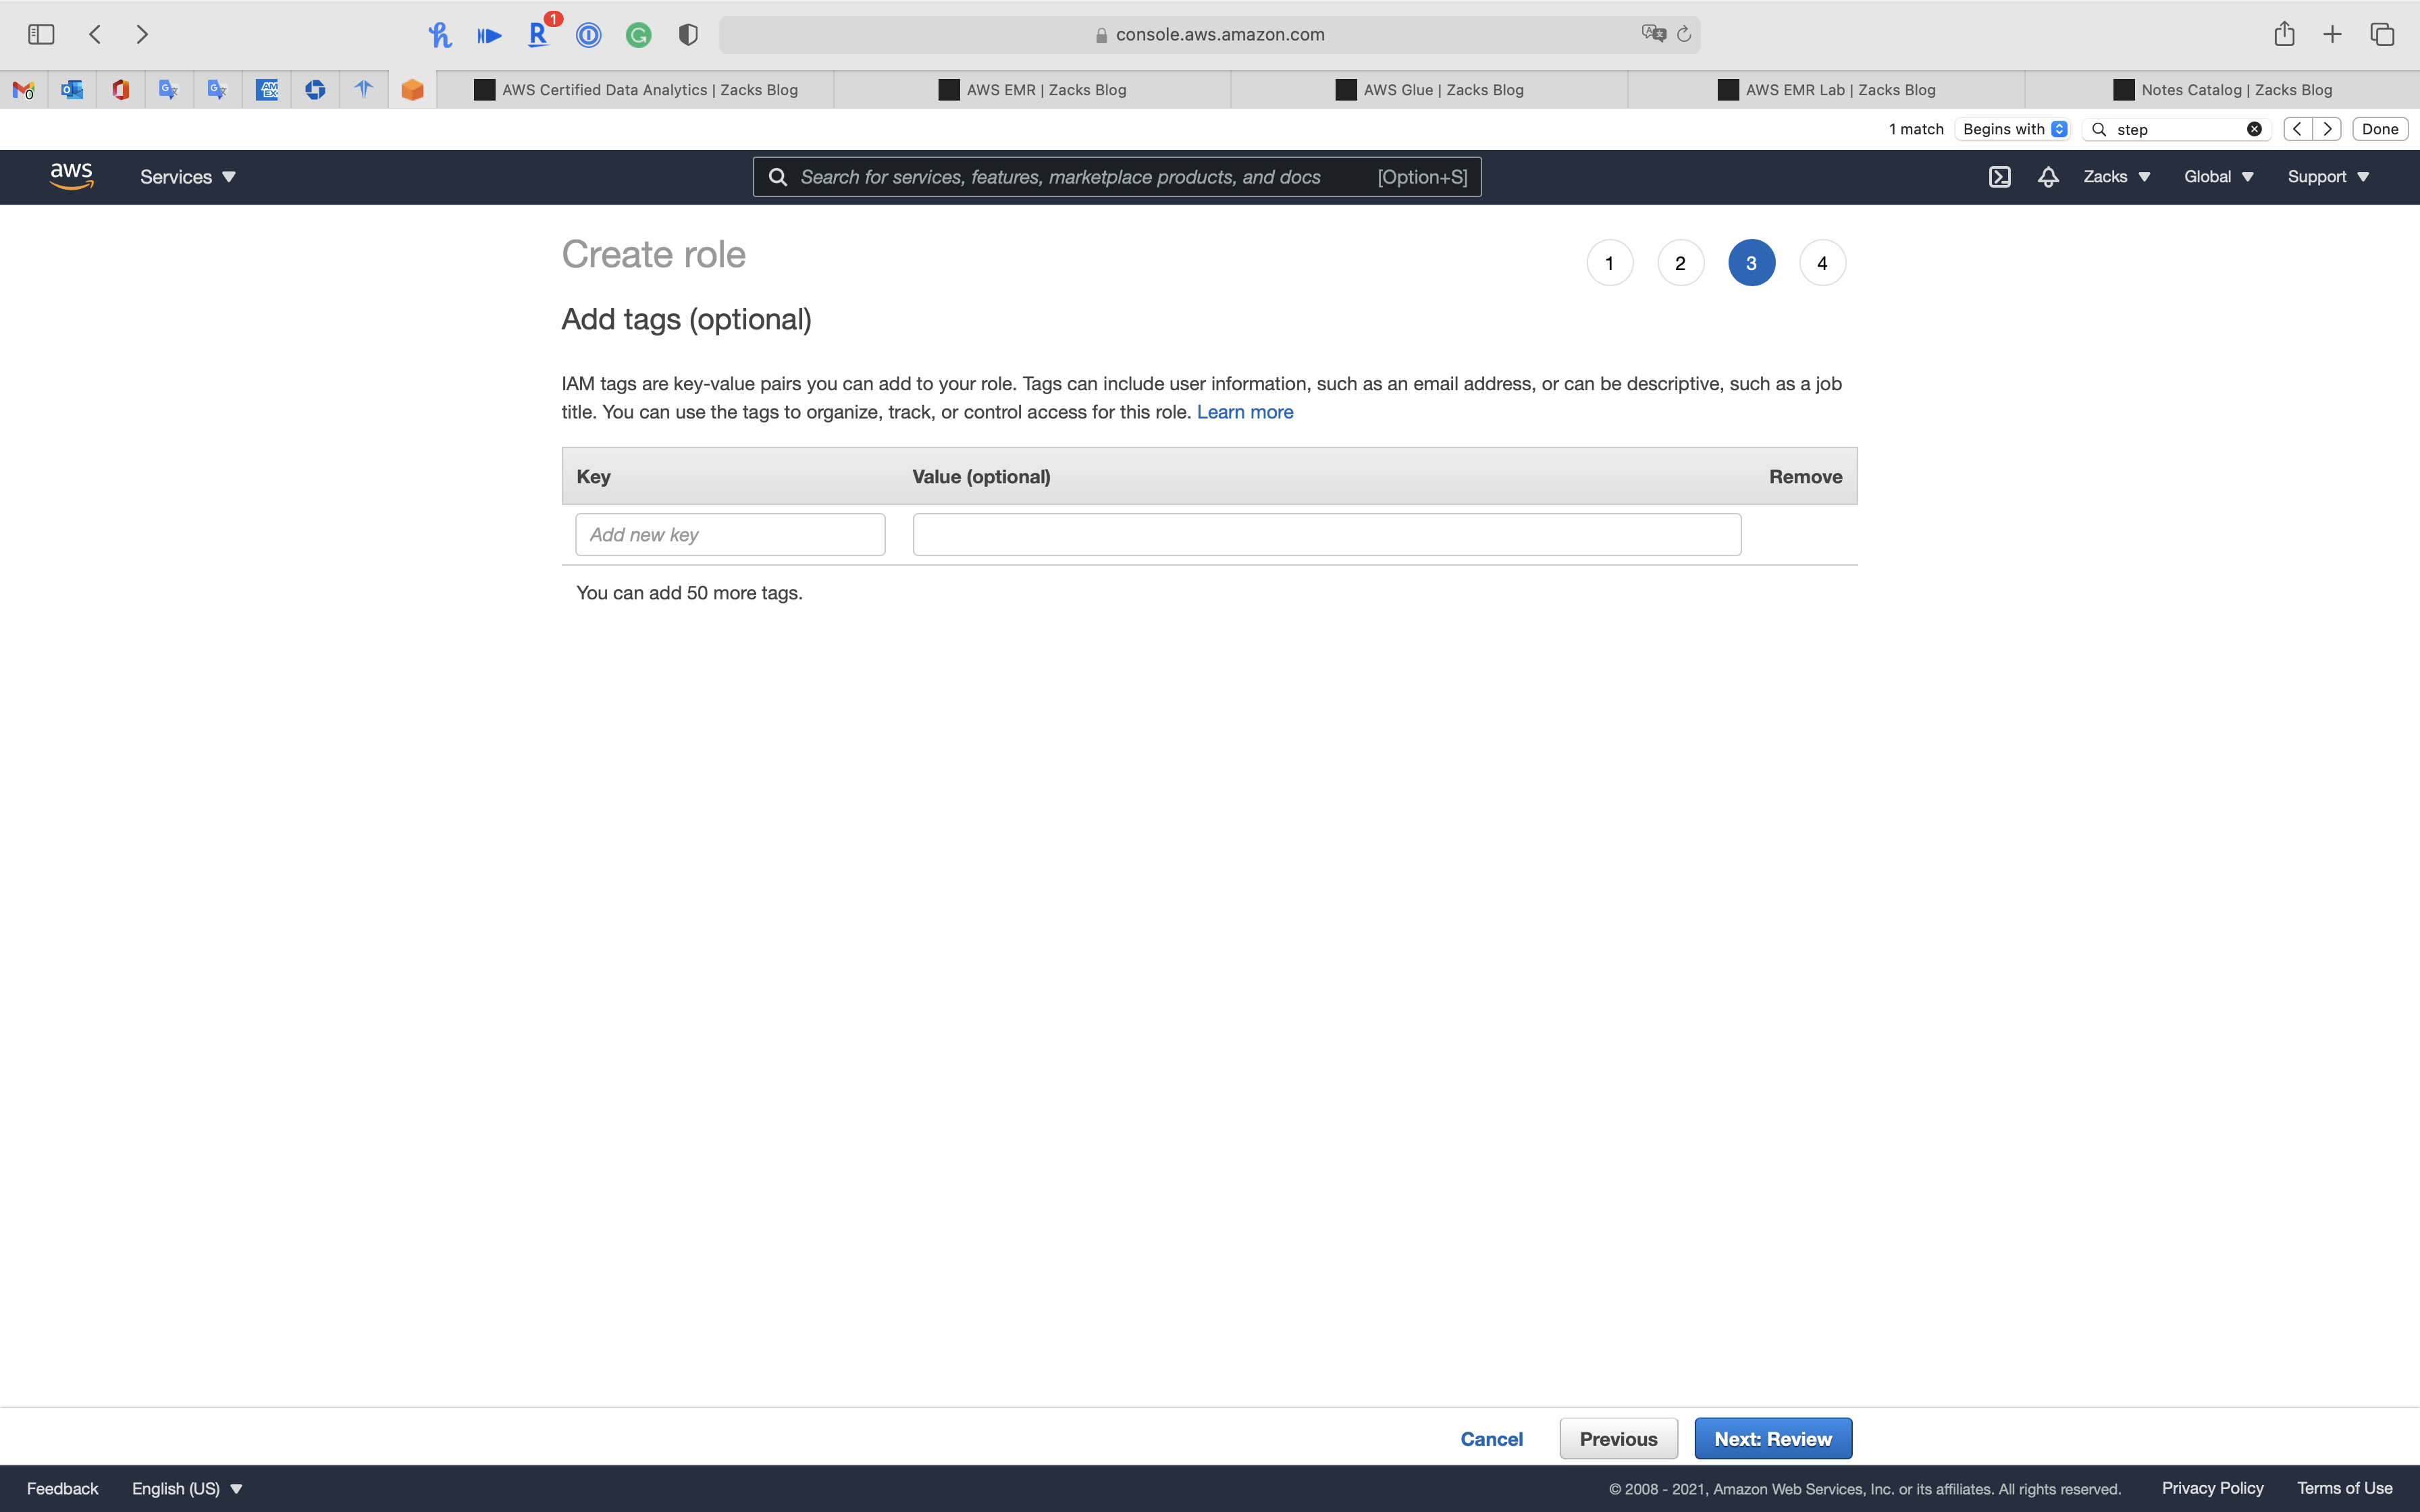 1
console.aws.amazon.com
AWS Certified Data Analytics | Zacks Blog
AWS EMR | Zacks Blog
AWS Glue | Zacks Blog
AWS EMR Lab | Zacks Blog
Notes Catalog | Zacks Blog
1 match
Begins with
step
Done
aws
Services
Search for services, features, marketplace products, and docs
[Option+S]
Zacks
Global
Support
Create role
1
2
3
4
Add tags (optional)
IAM tags are key-value pairs you can add to your role. Tags can include user information, such as an email address, or can be descriptive, such as a job
title. You can use the tags to organize, track, or control access for this role. Learn more
Key
Value (optional)
Remove
Add new key
You can add 50 more tags.
Cancel
Previous
Next: Review
Feedback
English (US)
© 2008 - 2021, Amazon Web Services, Inc. or its affiliates. All rights reserved.
Privacy Policy
Terms of Use